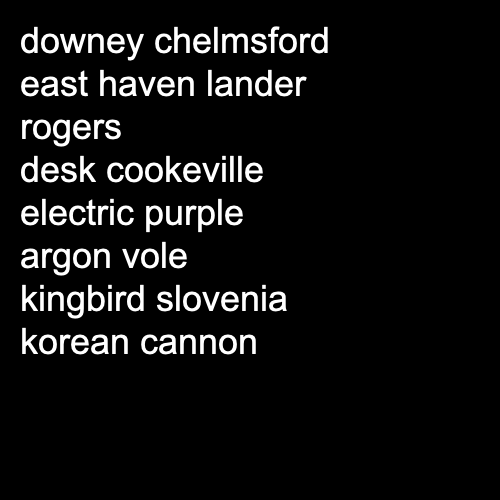 downey chelmsford
east haven lander
rogers
desk cookeville
electric purple
argon vole
kingbird slovenia
korean cannon